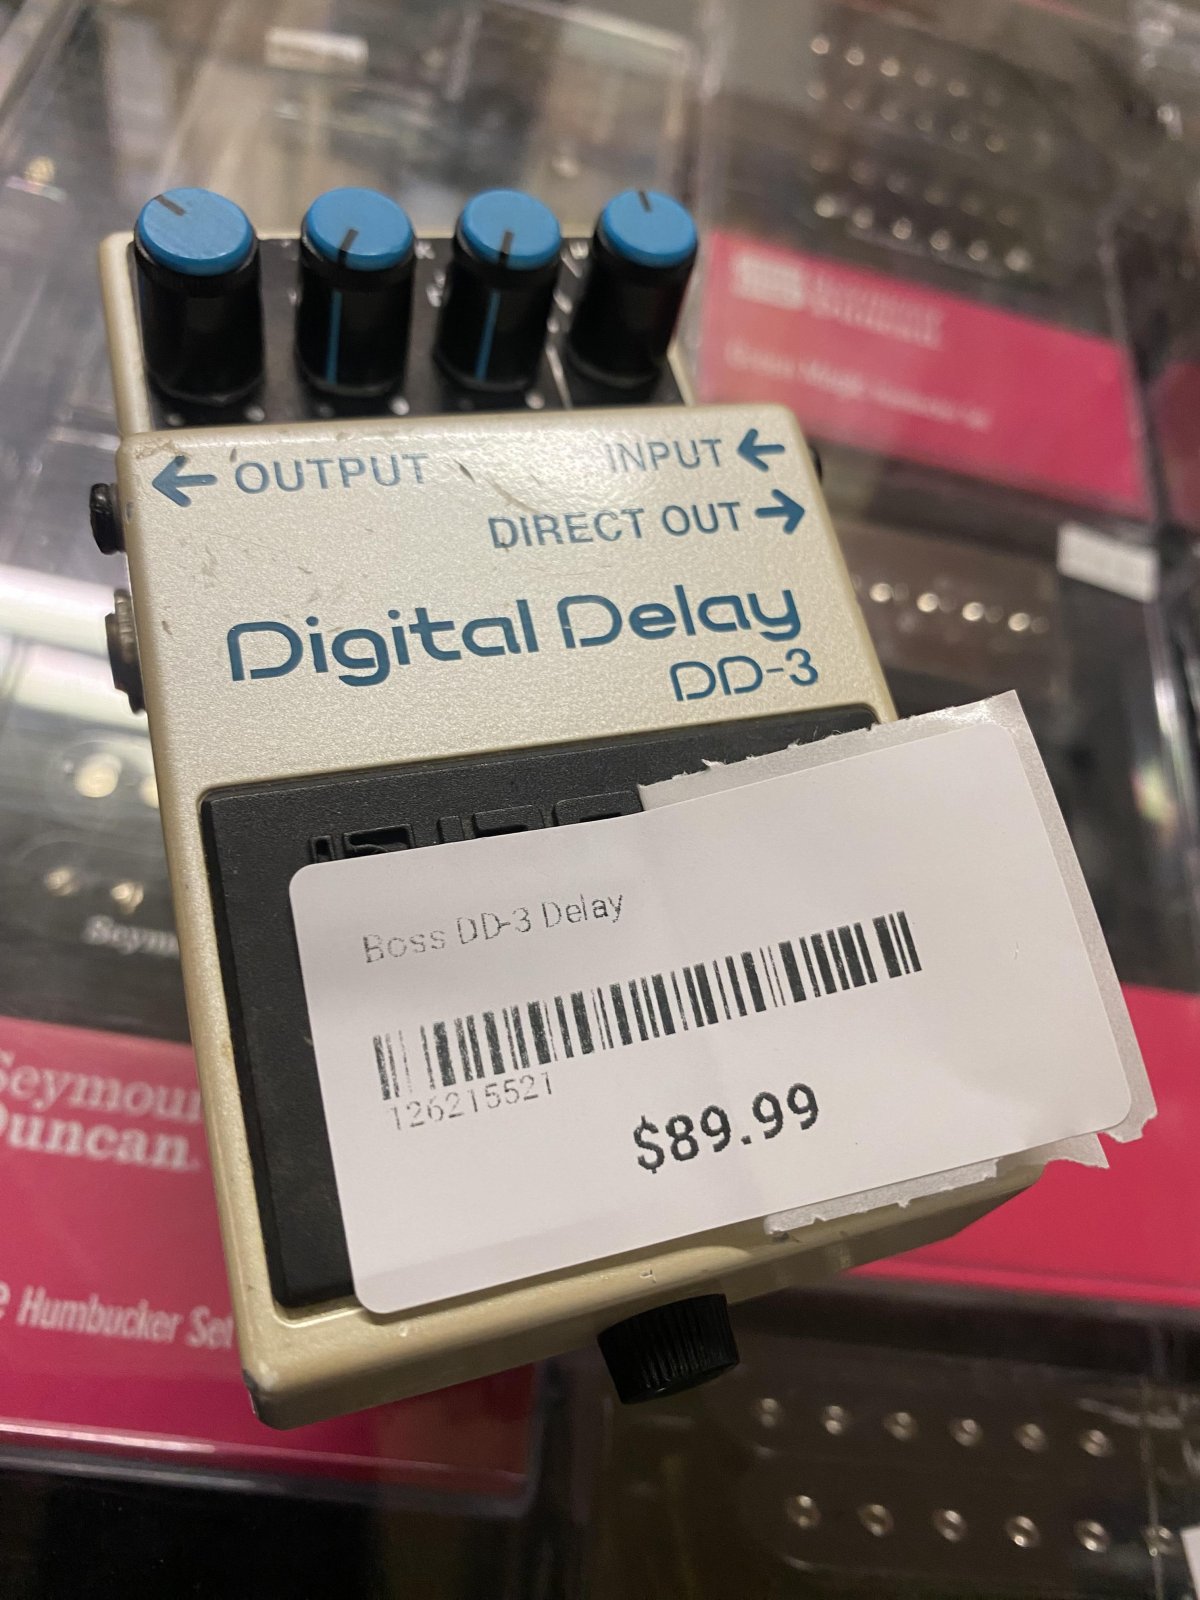 OUTPUT
INPUT
DIRECT OUT
Digital Delay
DD-3
Boss DD-3 Delay
126215521
$89.99
Seymour
Duncan.
Humbucker Set